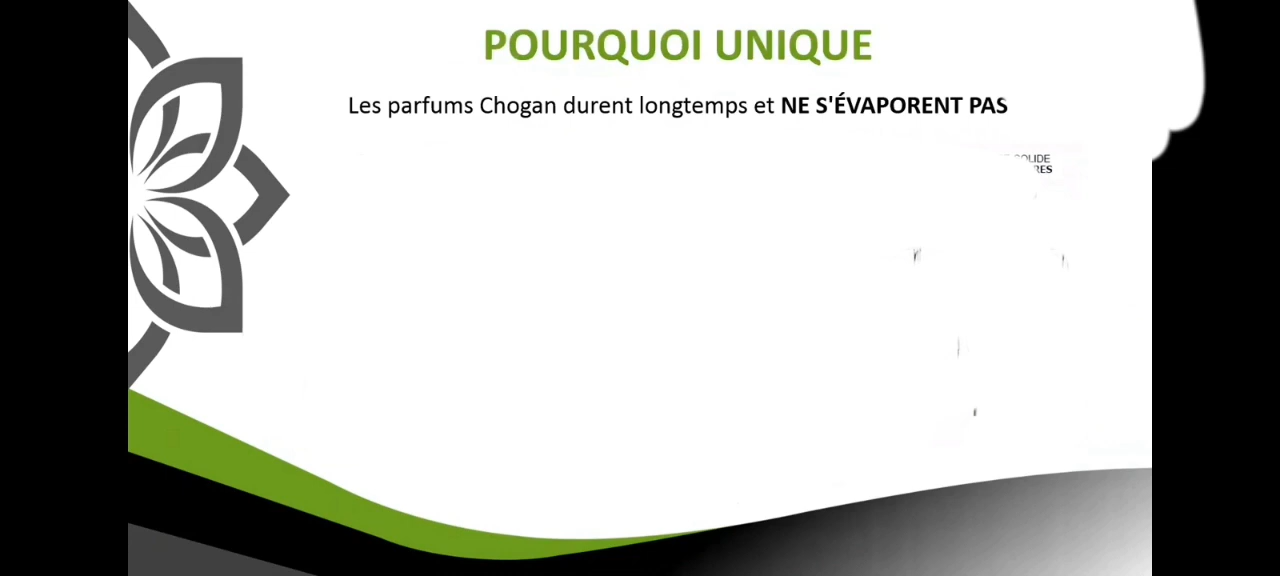 POURQUOI UNIQUE
Les parfums Chogan durent longtemps et NE S'ÉVAPORENT PAS